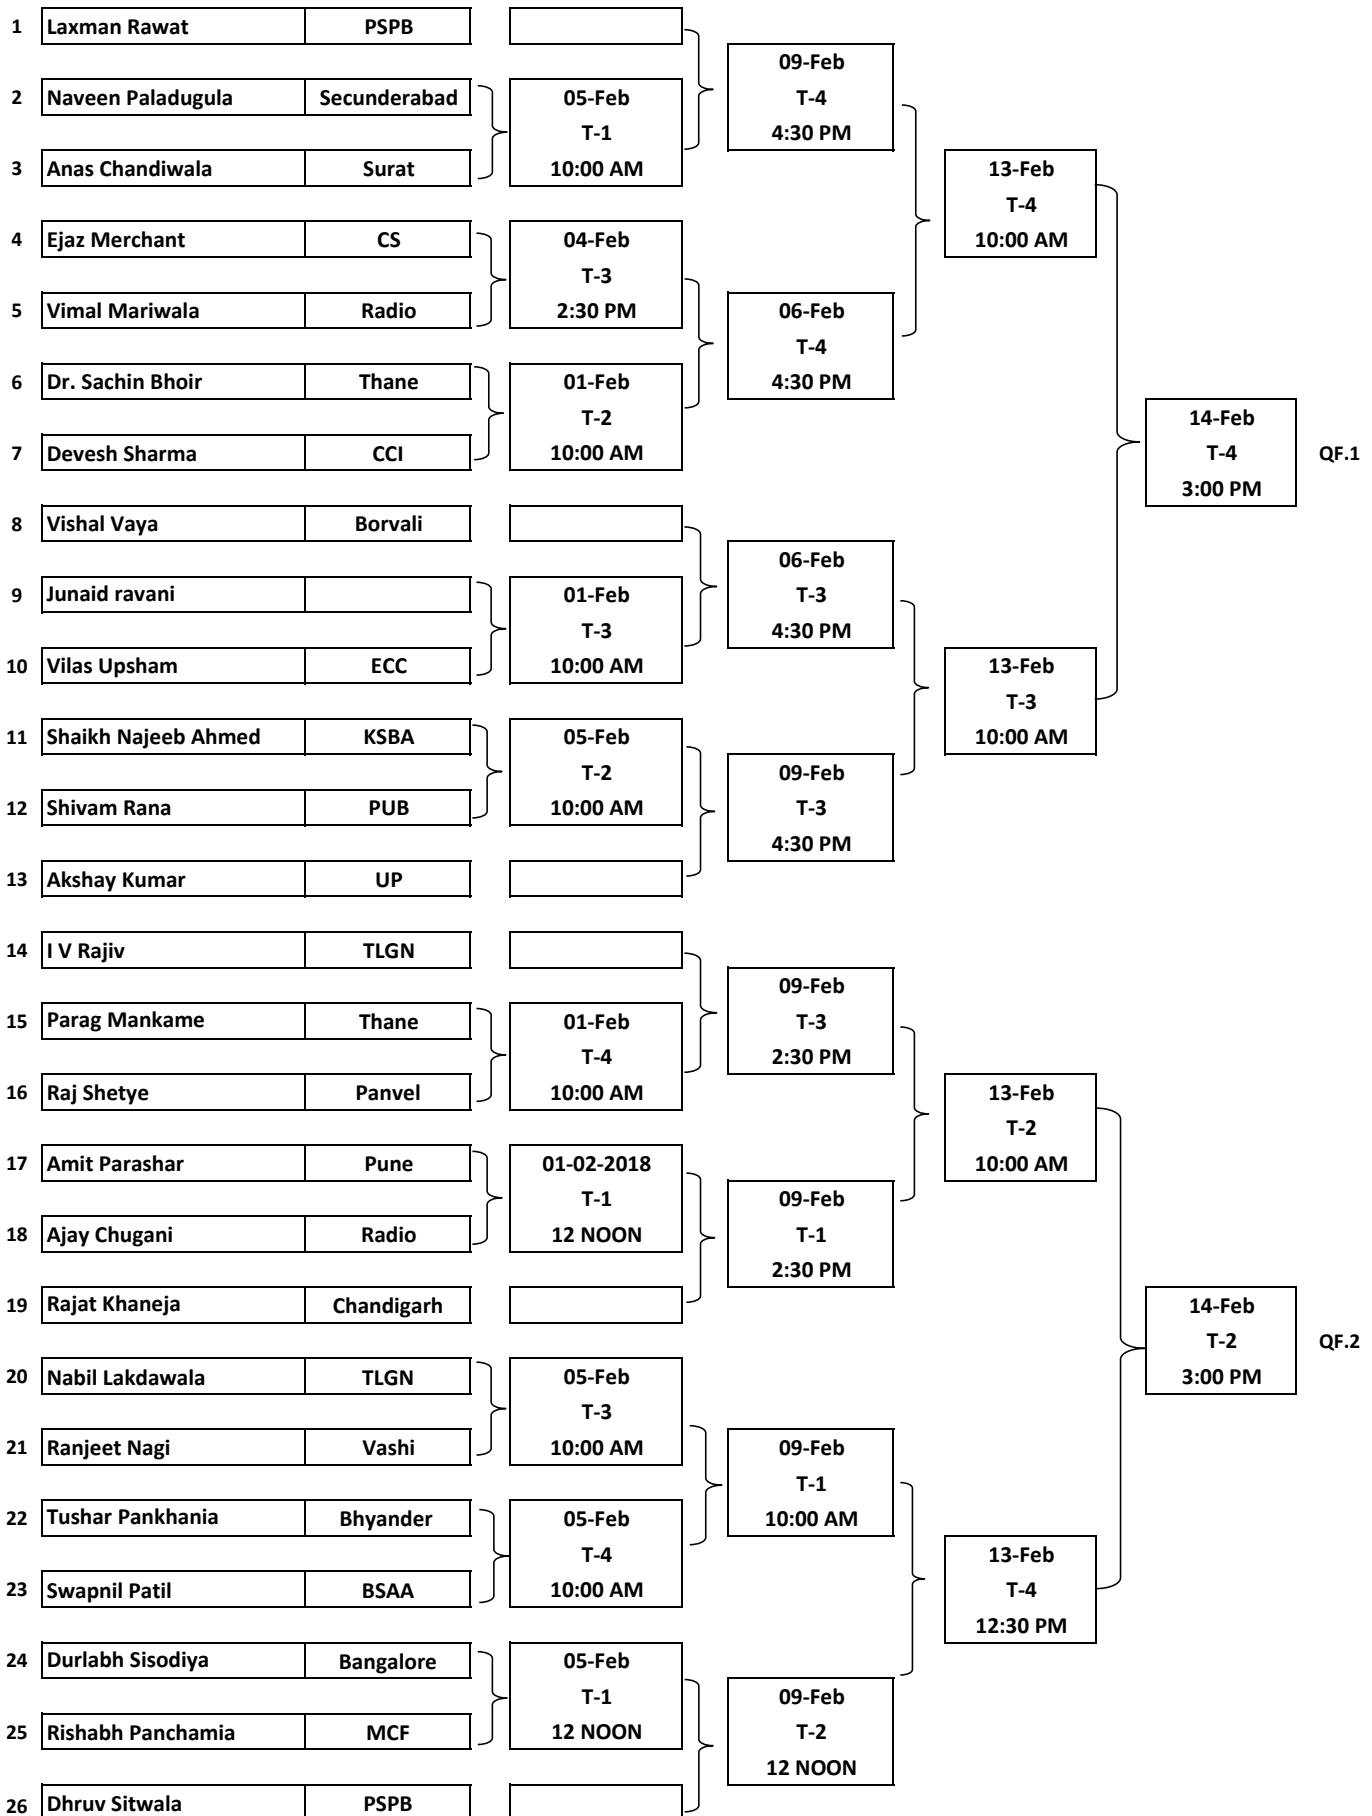 1 Laxman Rawat PSPB
09-Feb
2 Naveen Paladugula Secunderabad 05-Feb T-4
T-1 4:30 PM
3 Anas Chandiwala Surat 10:00 AM 13-Feb
T-4
4 Ejaz Merchant CS 04-Feb 10:00 AM
T-3
5 Vimal Mariwala Radio 2:30 PM 06-Feb
T-4
6 Dr. Sachin Bhoir Thane 01-Feb 4:30 PM
T-2 14-Feb
7 Devesh Sharma CCI 10:00 AM T-4 QF.1
3:00 PM
8 Vishal Vaya Borvali
06-Feb
9 Junaid ravani 01-Feb T-3
T-3 4:30 PM
10 Vilas Upsham ECC 10:00 AM 13-Feb
T-3
11 Shaikh Najeeb Ahmed KSBA 05-Feb 10:00 AM
T-2 09-Feb
12 Shivam Rana PUB 10:00 AM T-3
4:30 PM
13 Akshay Kumar UP
14 I V Rajiv TLGN
09-Feb
15 Parag Mankame Thane 01-Feb T-3
T-4 2:30 PM
16 Raj Shetye Panvel 10:00 AM 13-Feb
T-2
17 Amit Parashar Pune 01-02-2018 10:00 AM
T-1 09-Feb
18 Ajay Chugani Radio 12 NOON T-1
2:30 PM
19 Rajat Khaneja Chandigarh 14-Feb
T-2 QF.2
20 Nabil Lakdawala TLGN 05-Feb 3:00 PM
T-3
21 Ranjeet Nagi Vashi 10:00 AM 09-Feb
T-1
22 Tushar Pankhania Bhyander 05-Feb 10:00 AM
T-4 13-Feb
23 Swapnil Patil BSAA 10:00 AM T-4
12:30 PM
24 Durlabh Sisodiya Bangalore 05-Feb
T-1 09-Feb
25 Rishabh Panchamia MCF 12 NOON T-2
12 NOON
26 Dhruv Sitwala PSPB